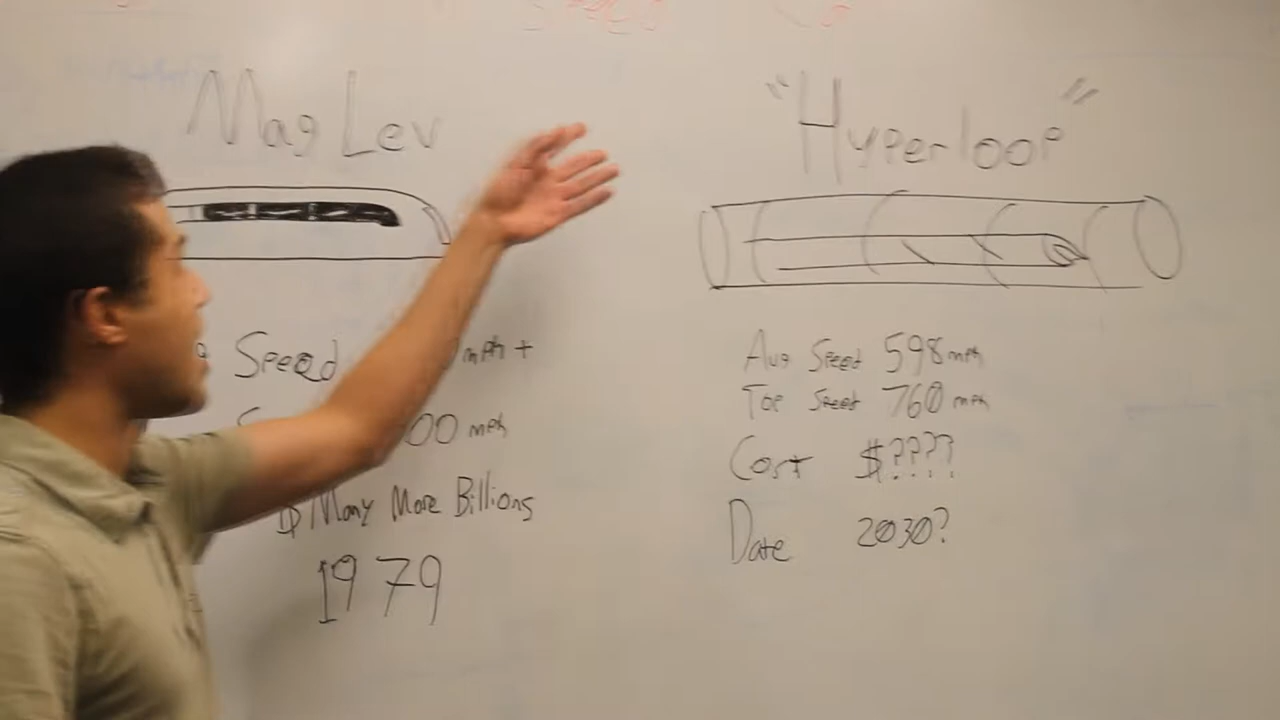 Mag Lev
"Hyperloop"
Speed mph +
00 mph
$ Many More Billions
1979
Avg Speed 598 mph
Top Speed 760 mph
Cost $????
Date 2030?